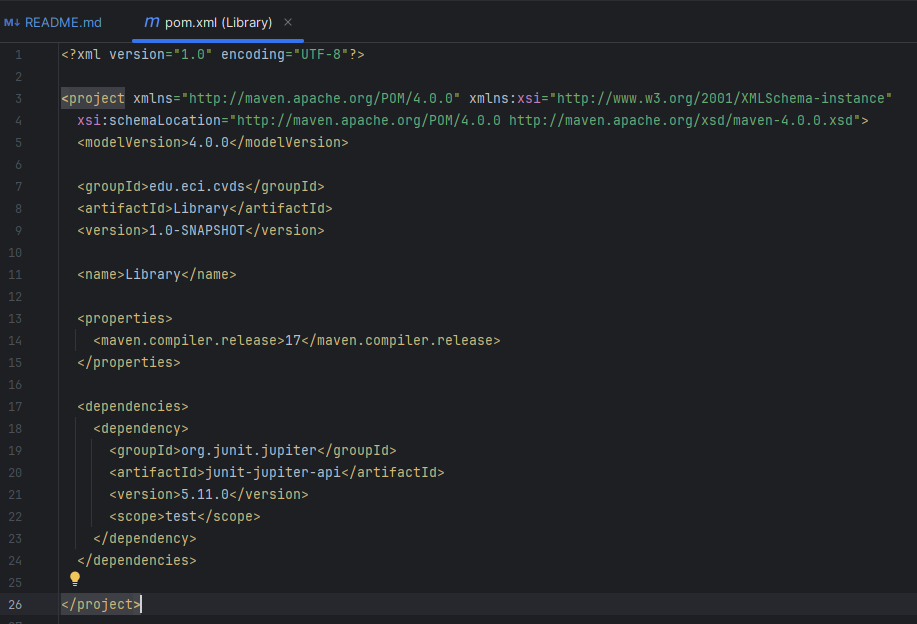 M↓ README.md
m pom.xml (Library) ×
1 <?xml version="1.0" encoding="UTF-8"?>
2
3 <project xmlns="http://maven.apache.org/POM/4.0.0" xmlns:xsi="http://www.w3.org/2001/XMLSchema-instance"
4   xsi:schemaLocation="http://maven.apache.org/POM/4.0.0 http://maven.apache.org/xsd/maven-4.0.0.xsd">
5   <modelVersion>4.0.0</modelVersion>
6
7   <groupId>edu.eci.cvds</groupId>
8   <artifactId>Library</artifactId>
9   <version>1.0-SNAPSHOT</version>
10
11   <name>Library</name>
12
13   <properties>
14     <maven.compiler.release>17</maven.compiler.release>
15   </properties>
16
17   <dependencies>
18     <dependency>
19       <groupId>org.junit.jupiter</groupId>
20       <artifactId>junit-jupiter-api</artifactId>
21       <version>5.11.0</version>
22       <scope>test</scope>
23     </dependency>
24   </dependencies>
25
26 </project>